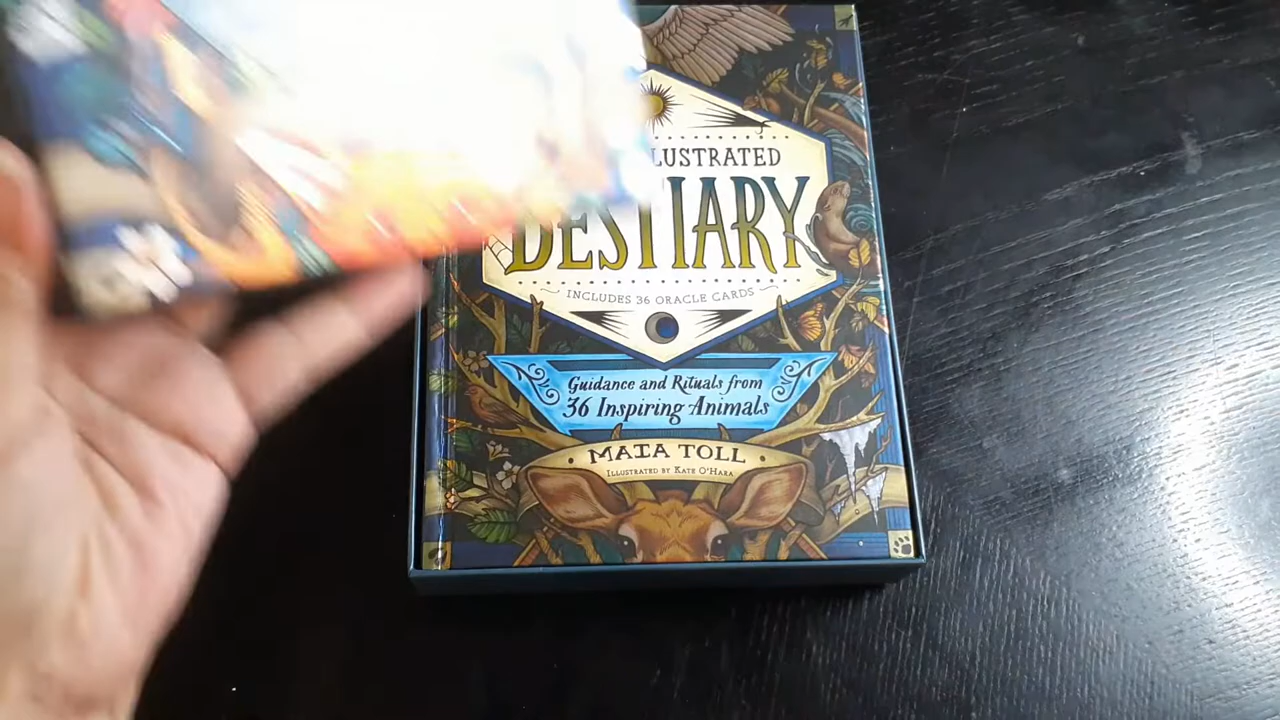 LUSTRATED
BESTIARY
INCLUDES 36 ORACLE CARDS
Guidance and Rituals from
36 Inspiring Animals
MAIA TOLL
ILLUSTRATED BY KATE O'HARA